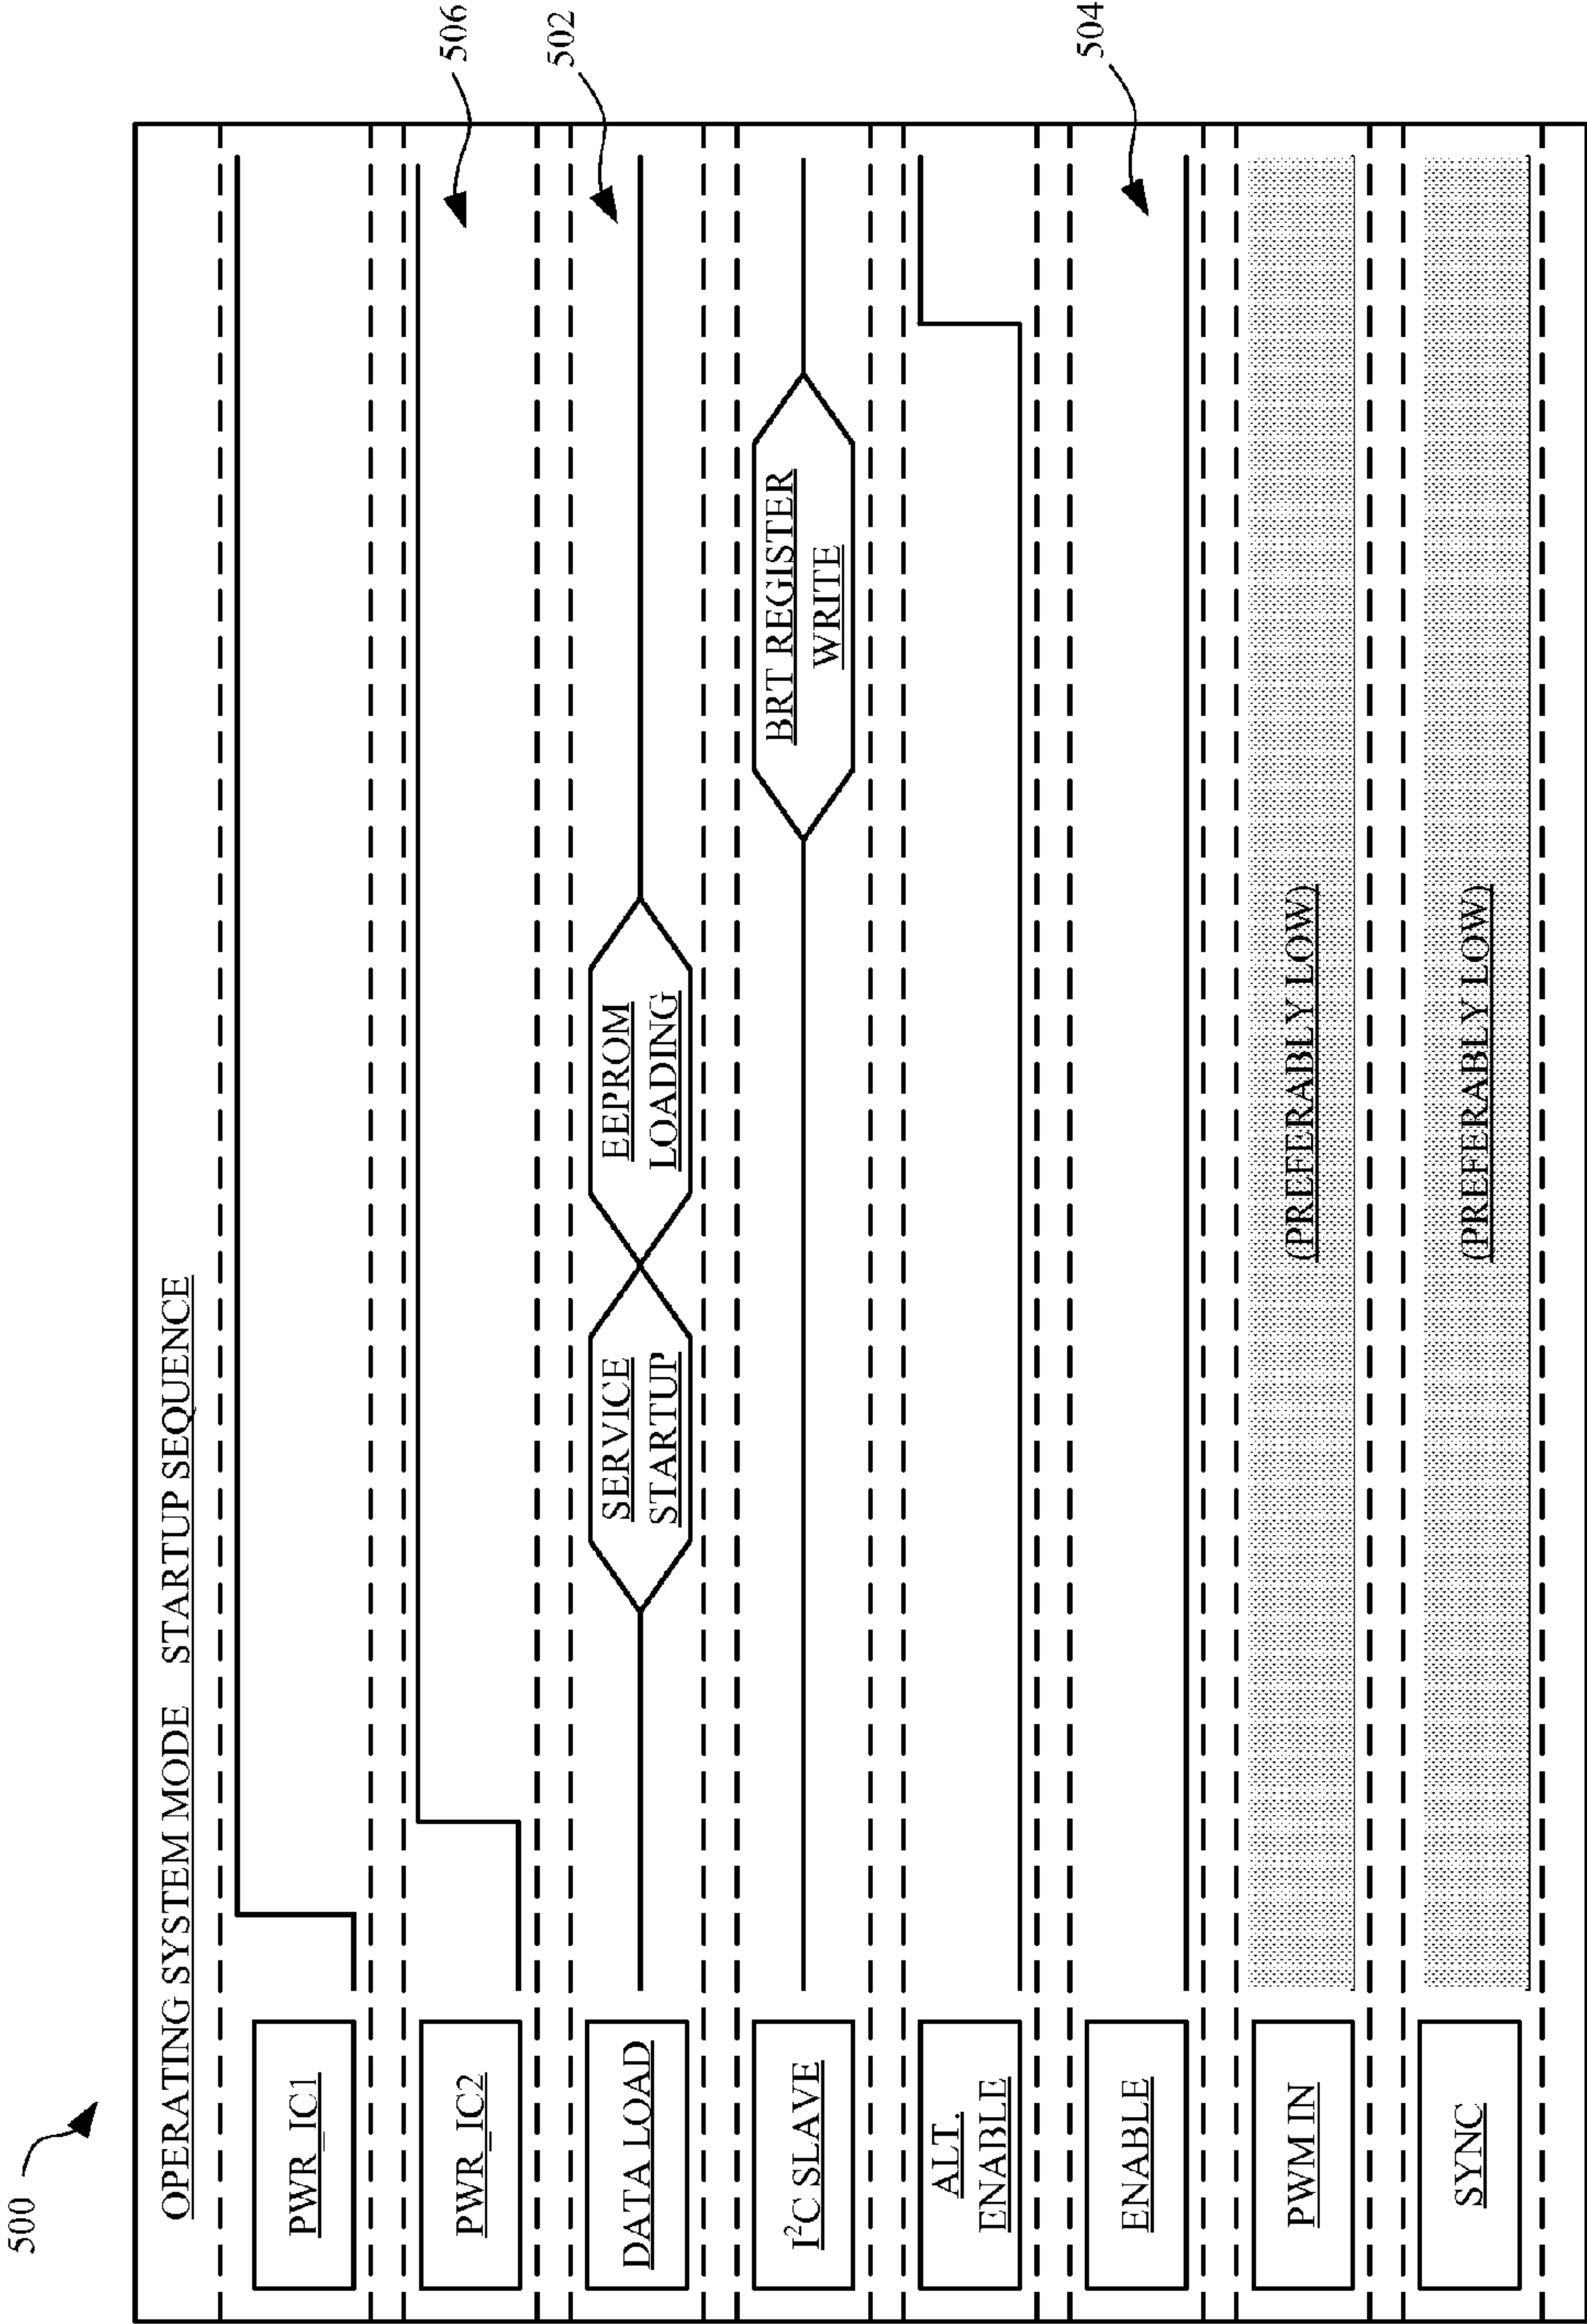 500
OPERATING SYSTEM MODE STARTUP SEQUENCE
PWR_IC1
PWR_IC2
506
DATA LOAD
SERVICE
STARTUP
EEPROM
LOADING
502
I²C SLAVE
BRT REGISTER
WRITE
ALT.
ENABLE
ENABLE
504
PWM IN
(PREFERABLY LOW)
SYNC
(PREFERABLY LOW)